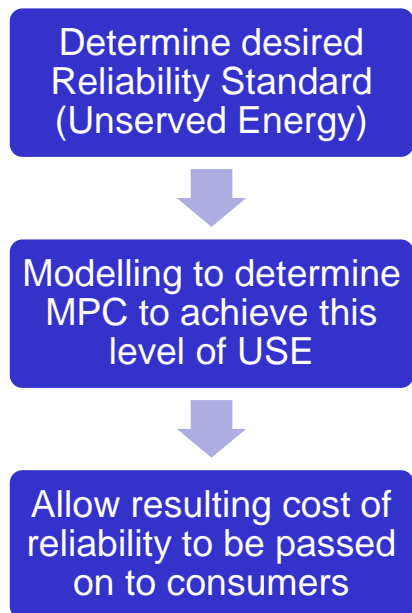 Determine desired
Reliability Standard
(Unserved Energy)
Modelling to determine
MPC to achieve this
level of USE
Allow resulting cost of
reliability to be passed
on to consumers